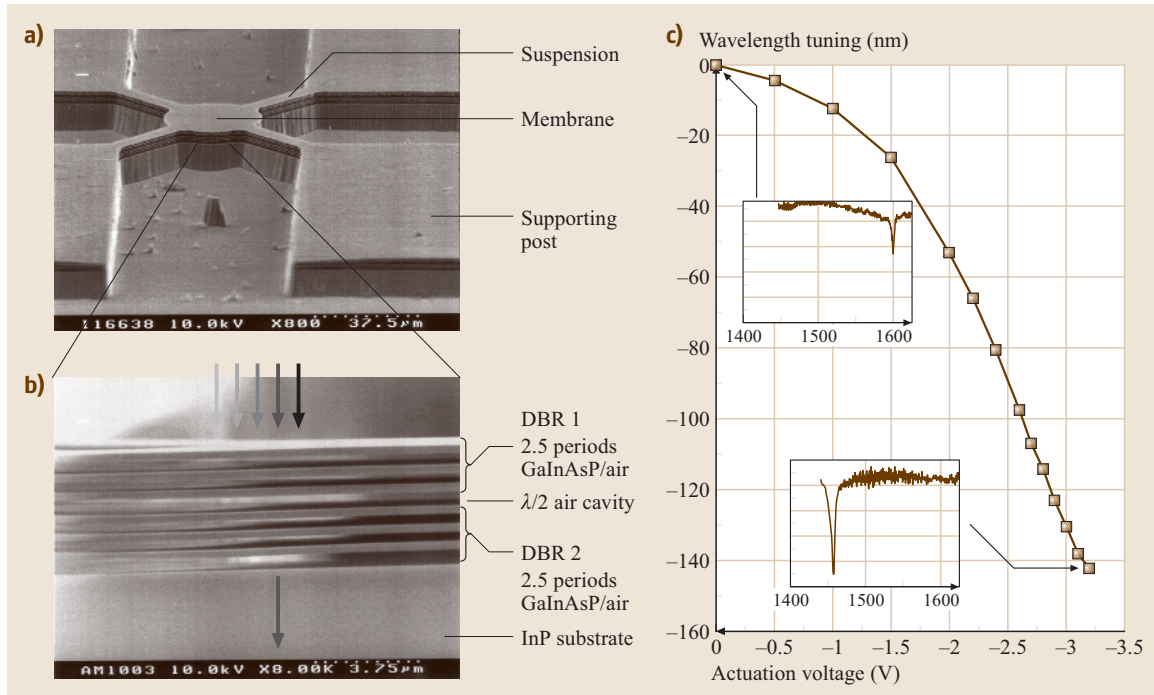 a)
Suspension
Membrane
Supporting
post
16638 10.0kV X800 37.5µm
b)
DBR 1
2.5 periods
GaInAsP/air
λ/2 air cavity
DBR 2
2.5 periods
GaInAsP/air
InP substrate
AM1003 10.0kV X8.00K 3.75µm
c)
Wavelength tuning (nm)
0
–20
–40
–60
–80
–100
–120
–140
–160
1400 1500 1600
1400 1500 1600
0 –0.5 –1 –1.5 –2 –2.5 –3 –3.5
Actuation voltage (V)